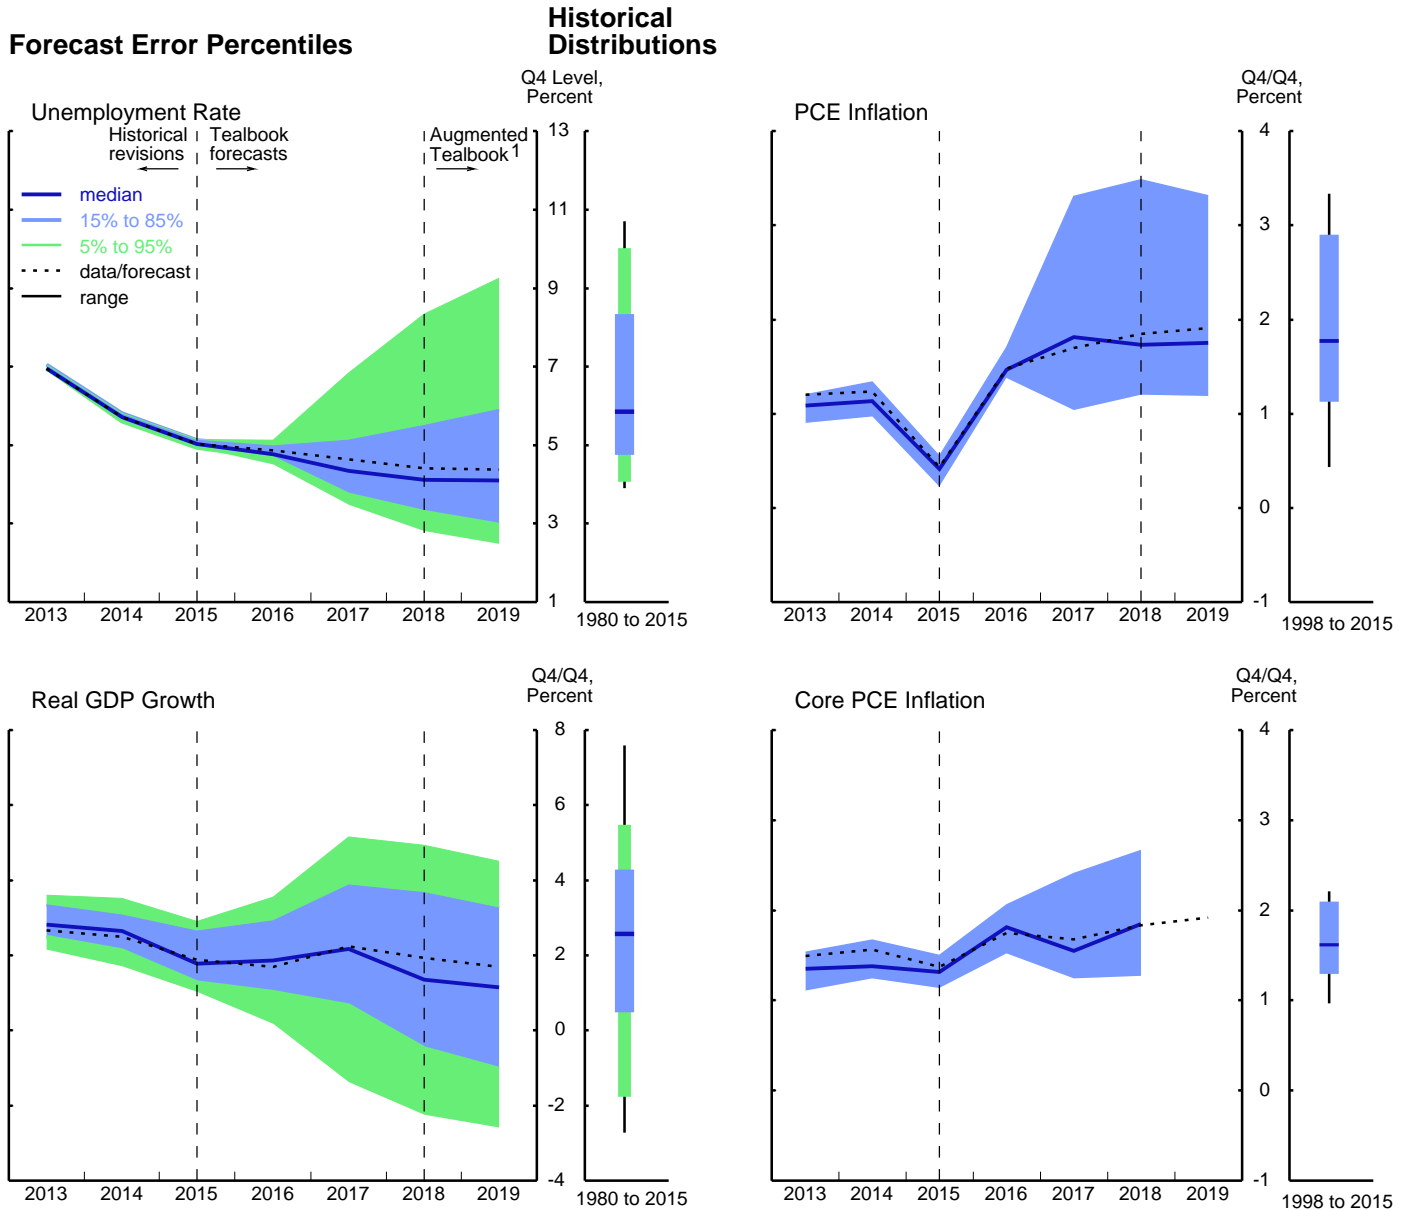 Forecast Error Percentiles
Historical
Distributions
Unemployment Rate
Q4 Level,
Percent
Historical
revisions
Tealbook
forecasts
Augmented
Tealbook1
median
15% to 85%
5% to 95%
data/forecast
range
13
11
9
7
5
3
1
2013 2014 2015 2016 2017 2018 2019
1980 to 2015
PCE Inflation
Q4/Q4,
Percent
4
3
2
1
0
-1
2013 2014 2015 2016 2017 2018 2019
1998 to 2015
Real GDP Growth
Q4/Q4,
Percent
8
6
4
2
0
-2
-4
2013 2014 2015 2016 2017 2018 2019
1980 to 2015
Core PCE Inflation
Q4/Q4,
Percent
4
3
2
1
0
-1
2013 2014 2015 2016 2017 2018 2019
1998 to 2015